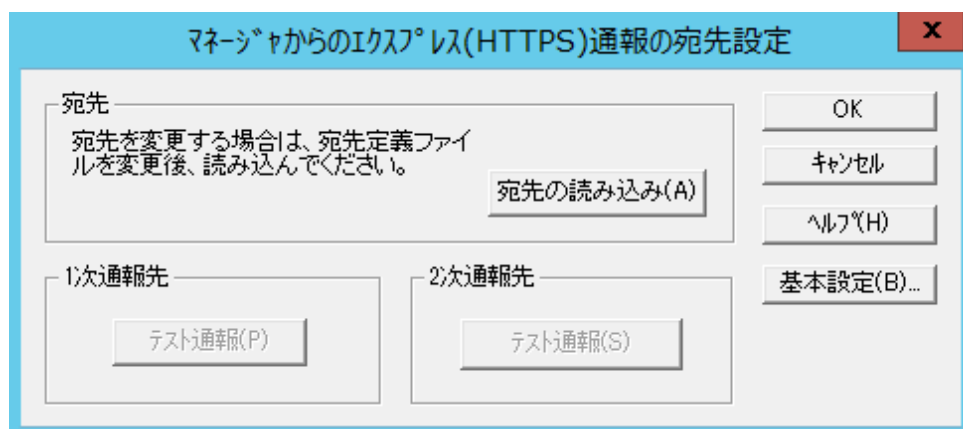 ﾏﾈｰｼﾞｬからのｴｸｽﾌﾟﾚｽ(HTTPS)通報の宛先設定
x
宛先
宛先を変更する場合は、宛先定義ファイ
ルを変更後、読み込んでください。
宛先の読み込み(A)
OK
ｷｬﾝｾﾙ
ﾍﾙﾌﾟ(H)
基本設定(B)...
1次通報先
ﾃｽﾄ通報(P)
2次通報先
ﾃｽﾄ通報(S)